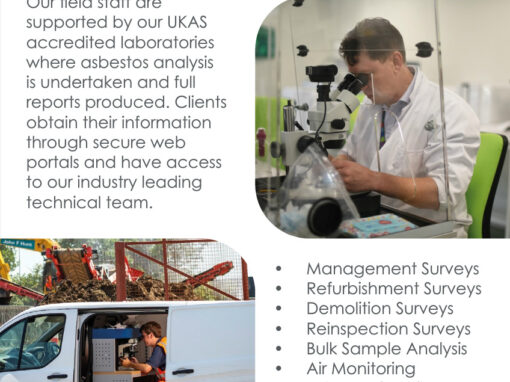 Our field staff are
supported by our UKAS
accredited laboratories
where asbestos analysis
is undertaken and full
reports produced. Clients
obtain their information
through secure web
portals and have access
to our industry leading
technical team.
John F Hunt
• Management Surveys
• Refurbishment Surveys
• Demolition Surveys
• Reinspection Surveys
• Bulk Sample Analysis
• Air Monitoring